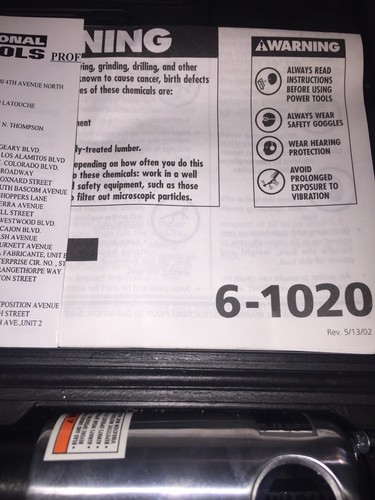 ONAL
OLS
PROF
0 4TH AVENUE NORTH
LATOUCHE
N. THOMPSON
GEARY BLVD.
LOS ALAMITOS BLVD
COLORADO BLVD.
ROADWAY
OXNARD STREET
UTH BASCOM AVENUE
HOPPERS LANE
ERRA AVENUE
LL STREET
WESTWOOD BLVD.
CAJON BLVD.
SH AVENUE
URNETT AVENUE
A FABRICANTE, UNIT E
TERPRISE CIR. NO., ST
RANGETHORPE WAY
TON STREET
POSITION AVENUE
H STREET
H AVE.,UNIT 2
NING
ving, grinding, drilling, and other
known to cause cancer, birth defects
es of these chemicals are:
ent
ly-treated lumber.
epending on how often you do this
o these chemicals: work in a well
l safety equipment, such as those
o filter out microscopic particles.
WARNING
ALWAYS READ
INSTRUCTIONS
BEFORE USING
POWER TOOLS
ALWAYS WEAR
SAFETY GOGGLES
WEAR HEARING
PROTECTION
AVOID
PROLONGED
EXPOSURE TO
VIBRATION
6-1020
Rev. 5/13/02